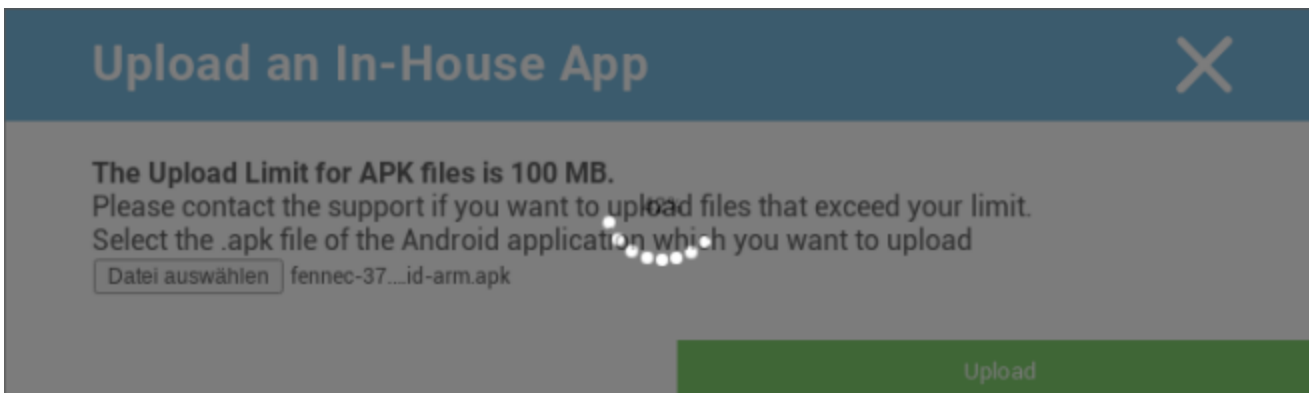 Upload an In-House App
The Upload Limit for APK files is 100 MB.
Please contact the support if you want to upload files that exceed your limit.
Select the .apk file of the Android application which you want to upload
Datei auswählen fennec-37....id-arm.apk
Upload